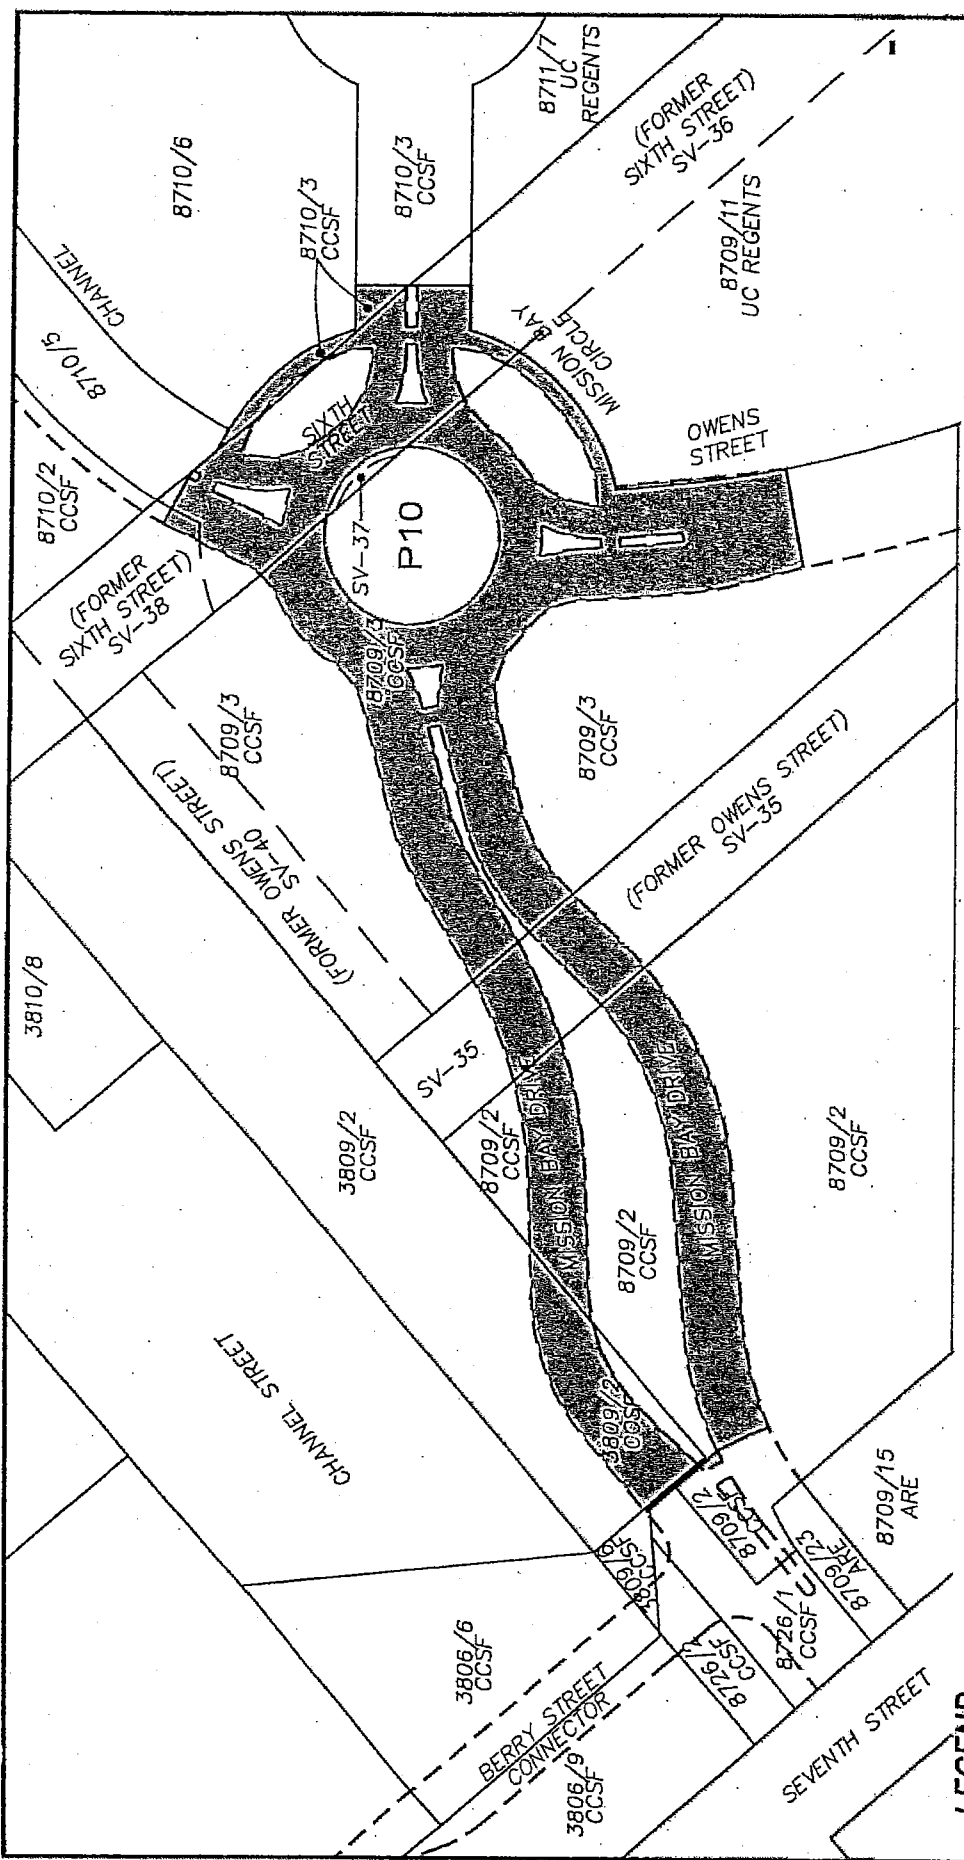 8711/7
UC
REGENTS
8710/6
8710/3
CCSF
8710/3
CCSF
(FORMER
SIXTH STREET)
SV-36
8709/11
UC REGENTS
CHANNEL
8710/5
MISSION BAY
CIRCLE
SIXTH
STREET
OWENS
STREET
8710/2
CCSF
SV-37
P10
(FORMER
SIXTH STREET)
SV-38
8709/3
CCSF
8709/3
CCSF
8709/3
CCSF
(FORMER OWENS STREET)
SV-40
(FORMER OWENS STREET)
SV-35
3810/8
SV-35
3809/2
CCSF
8709/2
CCSF
MISSION BAY DRIVE
MISSION BAY DRIVE
8709/2
CCSF
8709/2
CCSF
CHANNEL STREET
3809/2
CCSF
8709/2
CCSF
8709/15
ARE
8709/23
ARE
CCSF
8726/1
CCSF
8726/2
CCSF
3806/6
CCSF
BERRY STREET
CONNECTOR
3806/9
CCSF
SEVENTH STREET